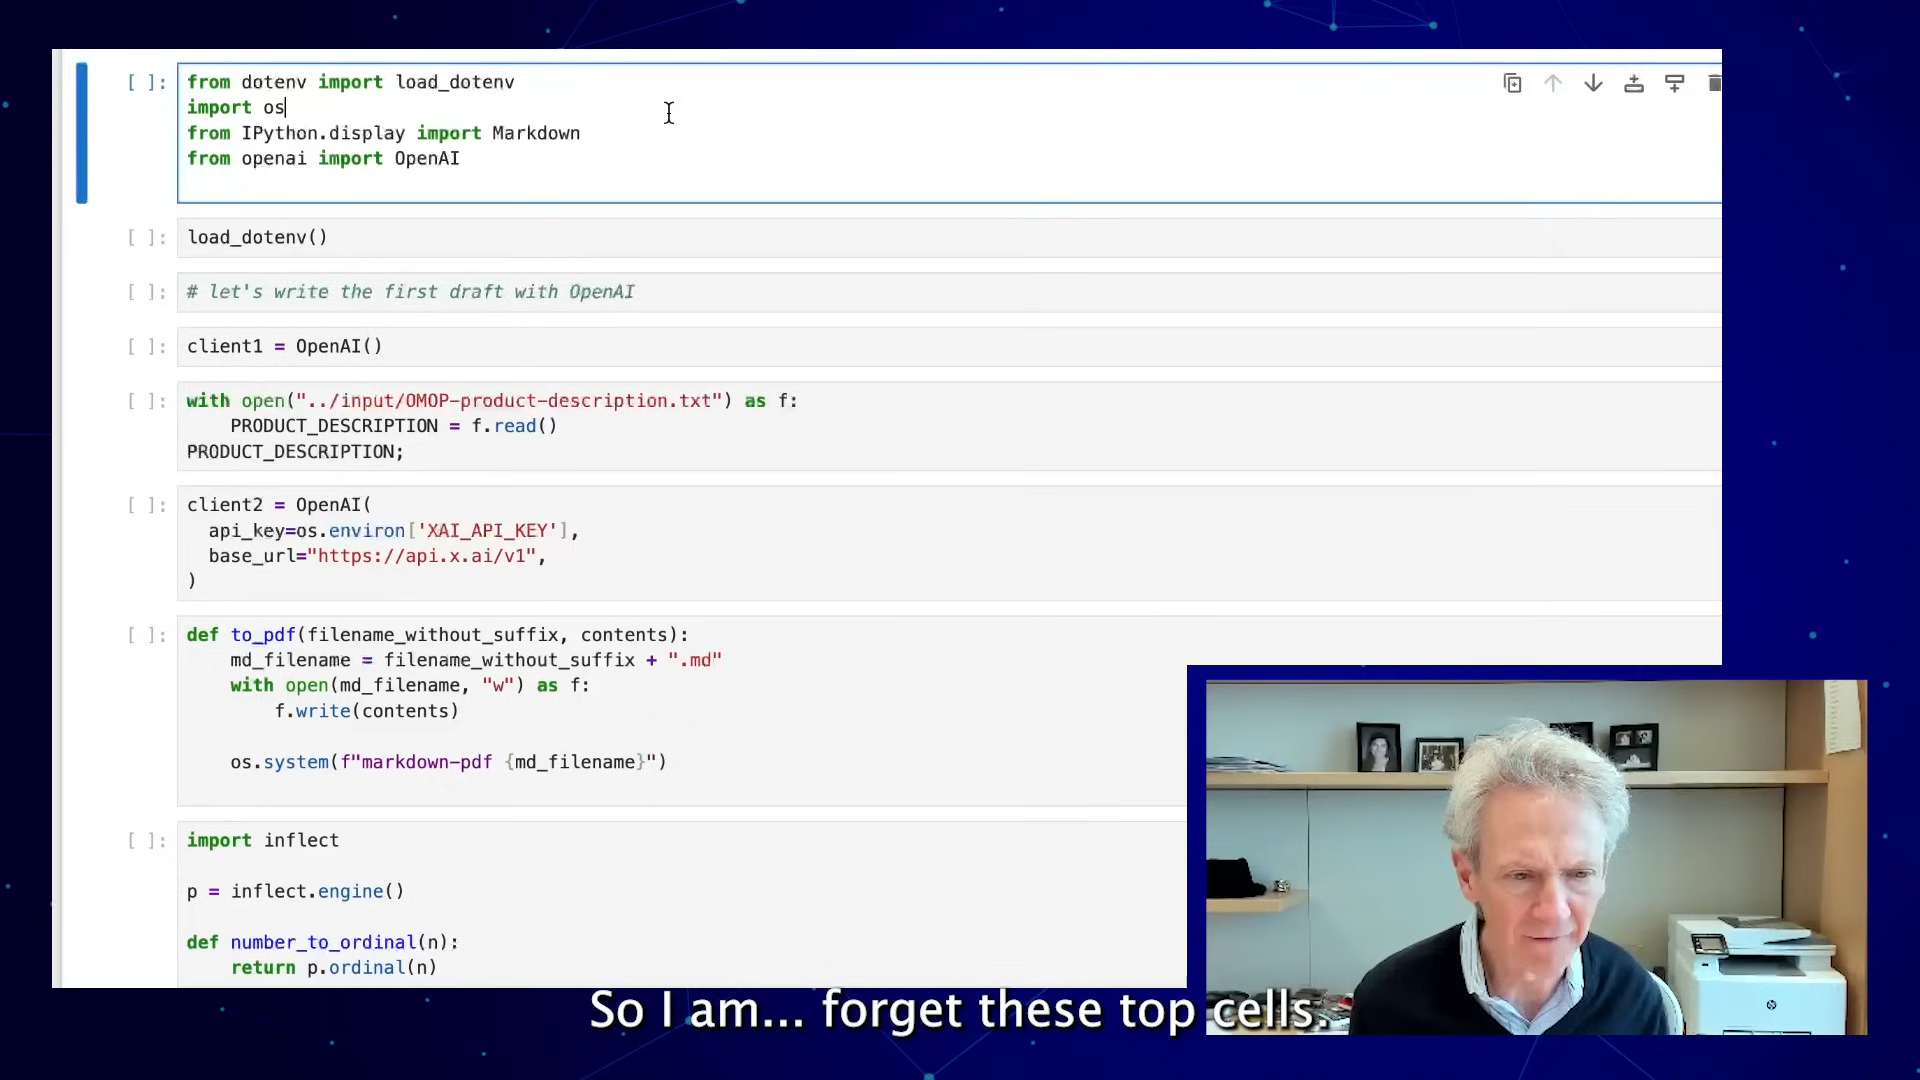 [ ]:
from dotenv import load_dotenv
import os
from IPython.display import Markdown
from openai import OpenAI
[ ]:
load_dotenv()
[ ]:
# let's write the first draft with OpenAI
[ ]:
client1 = OpenAI()
[ ]:
with open("../input/OMOP-product-description.txt") as f:
    PRODUCT_DESCRIPTION = f.read()
PRODUCT_DESCRIPTION;
[ ]:
client2 = OpenAI(
  api_key=os.environ['XAI_API_KEY'],
  base_url="https://api.x.ai/v1",
)
[ ]:
def to_pdf(filename_without_suffix, contents):
    md_filename = filename_without_suffix + ".md"
    with open(md_filename, "w") as f:
        f.write(contents)
    os.system(f"markdown-pdf {md_filename}")
[ ]:
import inflect
p = inflect.engine()
def number_to_ordinal(n):
    return p.ordinal(n)
So I am... forget these top cells.